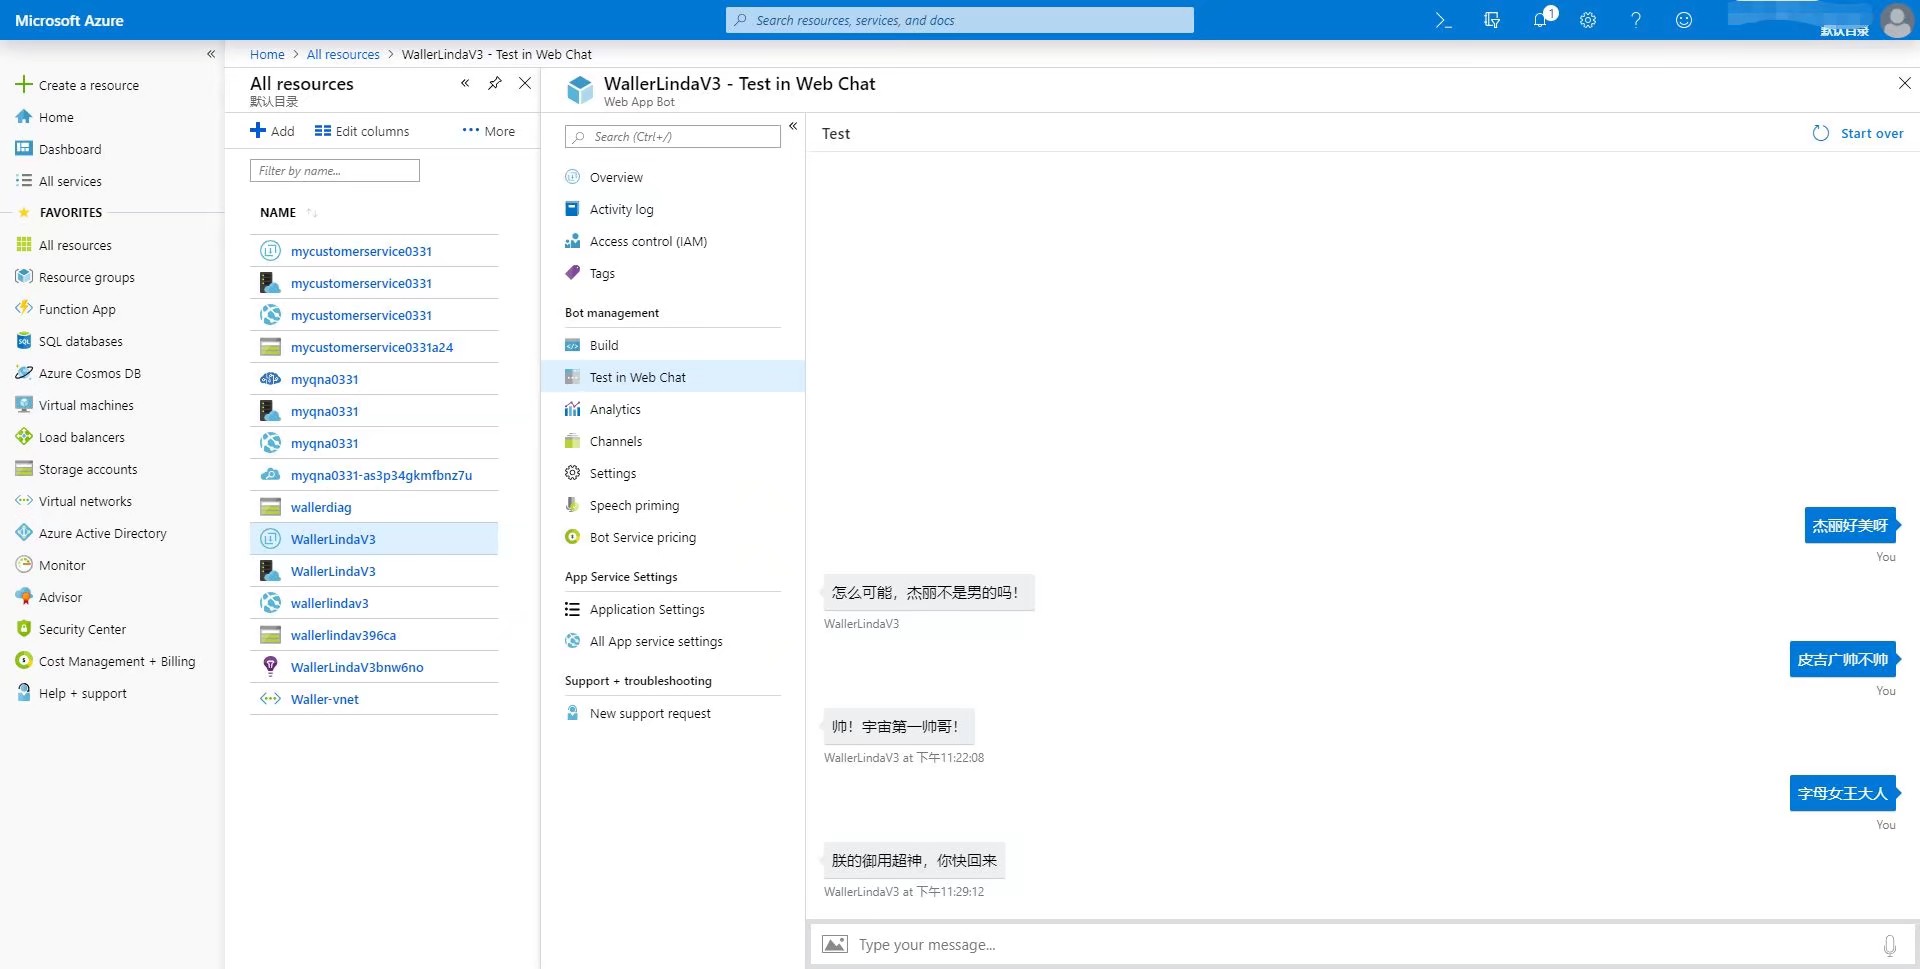 Microsoft Azure
Search resources, services, and docs
1
默认目录
Home > All resources > WallerLindaV3 - Test in Web Chat
Create a resource
Home
Dashboard
All services
FAVORITES
All resources
Resource groups
Function App
SQL databases
Azure Cosmos DB
Virtual machines
Load balancers
Storage accounts
Virtual networks
Azure Active Directory
Monitor
Advisor
Security Center
Cost Management + Billing
Help + support
All resources
默认目录
Add
Edit columns
More
Filter by name...
NAME
mycustomerservice0331
mycustomerservice0331
mycustomerservice0331
mycustomerservice0331a24
myqna0331
myqna0331
myqna0331
myqna0331-as3p34gkmfbnz7u
wallerdiag
WallerLindaV3
WallerLindaV3
wallerlindav3
wallerlindav396ca
WallerLindaV3bnw6no
Waller-vnet
WallerLindaV3 - Test in Web Chat
Web App Bot
Search (Ctrl+/)
Overview
Activity log
Access control (IAM)
Tags
Bot management
Build
Test in Web Chat
Analytics
Channels
Settings
Speech priming
Bot Service pricing
App Service Settings
Application Settings
All App service settings
Support + troubleshooting
New support request
Test
Start over
杰丽好美呀
You
怎么可能，杰丽不是男的吗！
WallerLindaV3
皮吉广帅不帅
You
帅！宇宙第一帅哥！
WallerLindaV3 at 下午11:22:08
字母女王大人
You
朕的御用超神，你快回来
WallerLindaV3 at 下午11:29:12
Type your message...